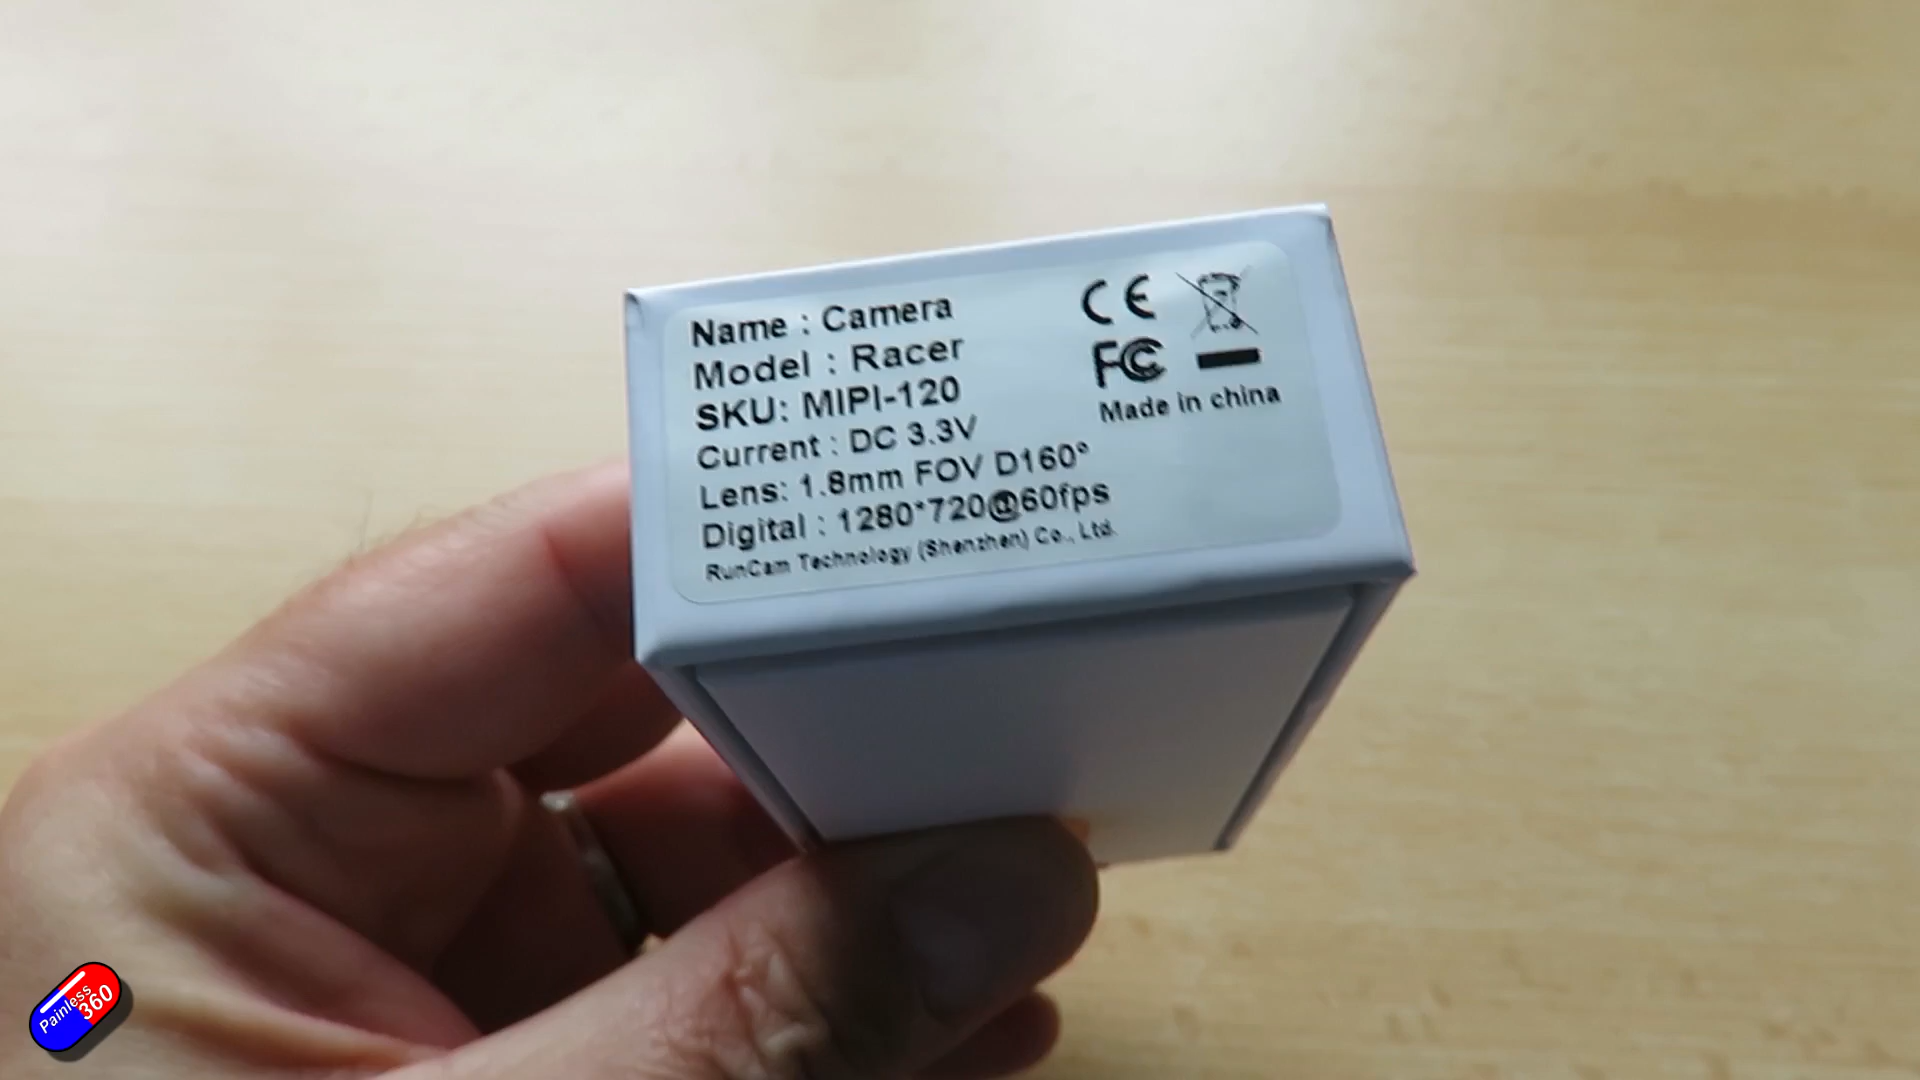 Name : Camera
Model : Racer
SKU: MIPI-120
Current : DC 3.3V
Lens: 1.8mm FOV D160°
Digital : 1280*720@60fps
RunCam Technology (Shenzhen) Co., Ltd.
CE
FC
Made in china
Painless
360